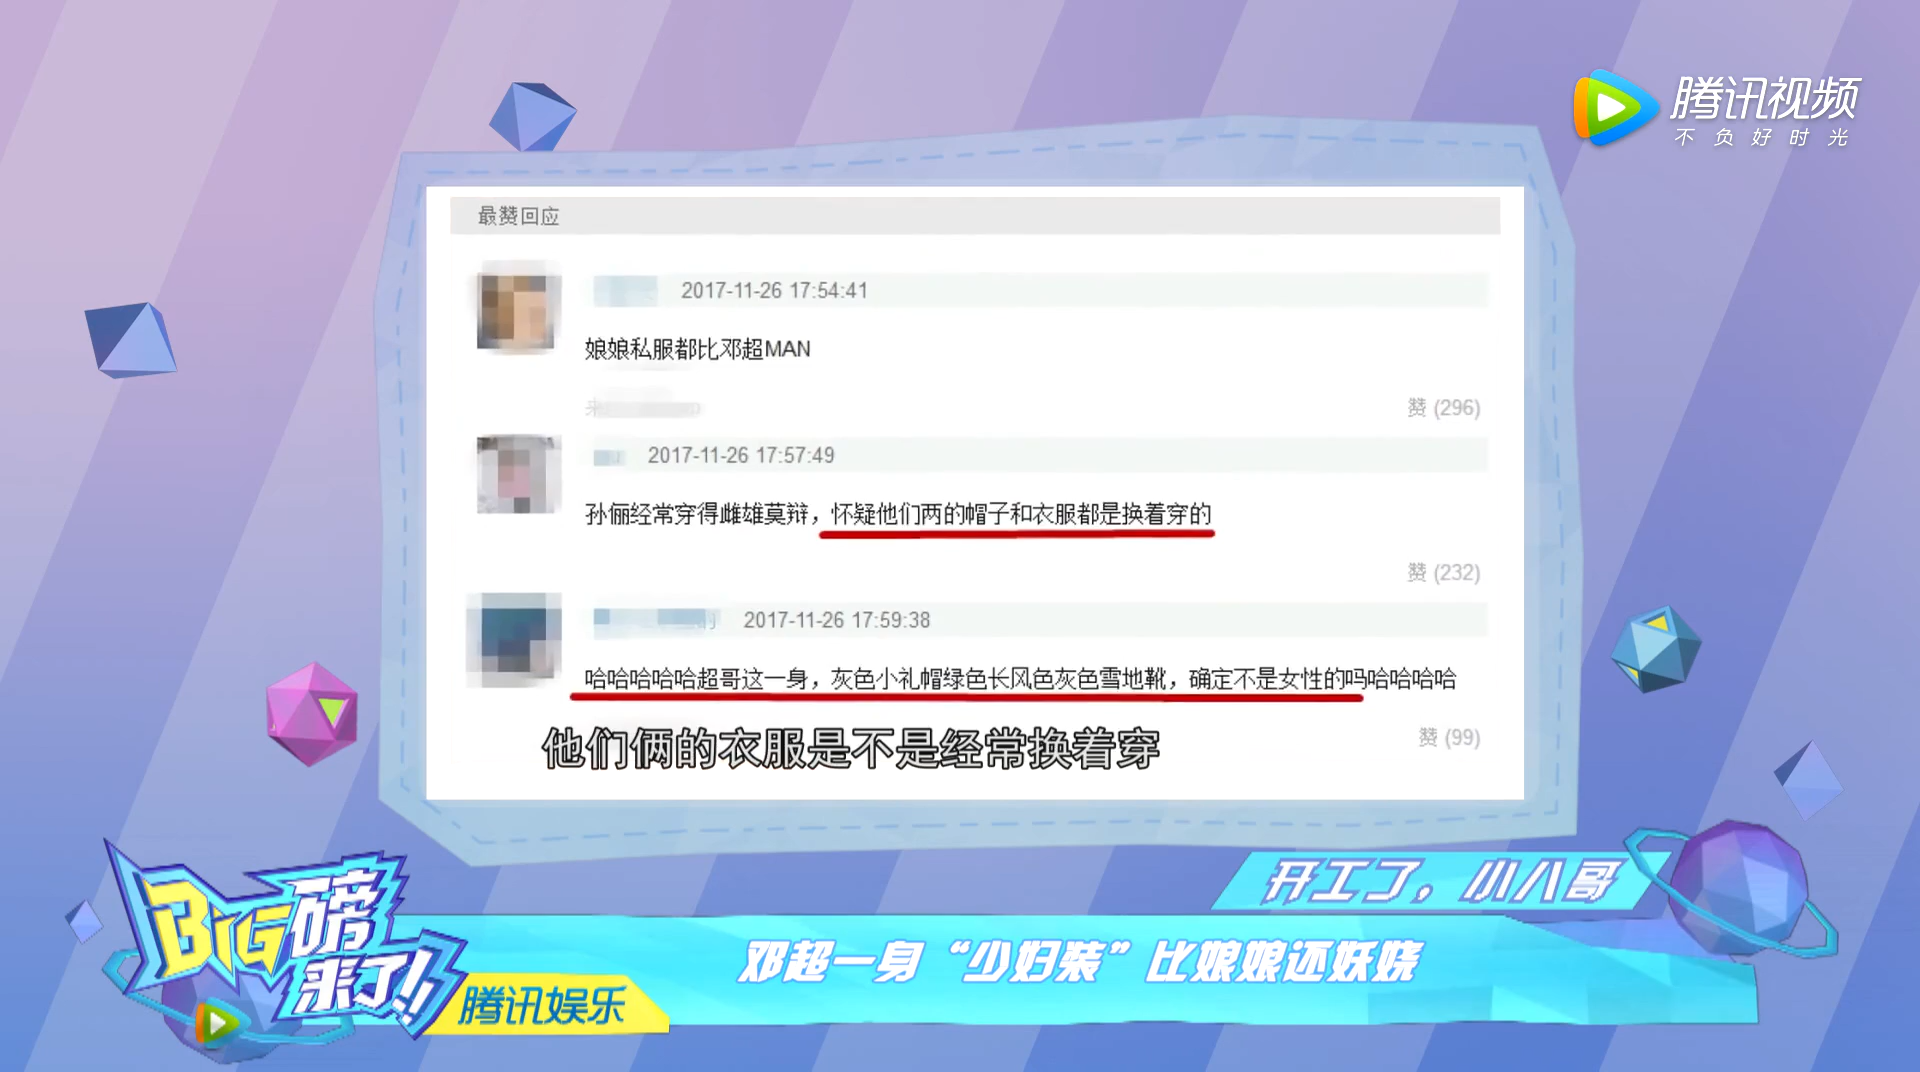 腾讯视频
不负好时光
最赞回应
2017-11-26 17:54:41
娘娘私服都比邓超MAN
赞 (296)
2017-11-26 17:57:49
孙俪经常穿得雌雄莫辩，怀疑他们两的帽子和衣服都是换着穿的
赞 (232)
2017-11-26 17:59:38
哈哈哈哈哈超哥这一身，灰色小礼帽绿色长风色灰色雪地靴，确定不是女性的吗哈哈哈哈
赞 (99)
他们俩的衣服是不是经常换着穿
开工了，小八哥
BIG磅来了!!
邓超一身“少妇装”比娘娘还妖娆
腾讯娱乐